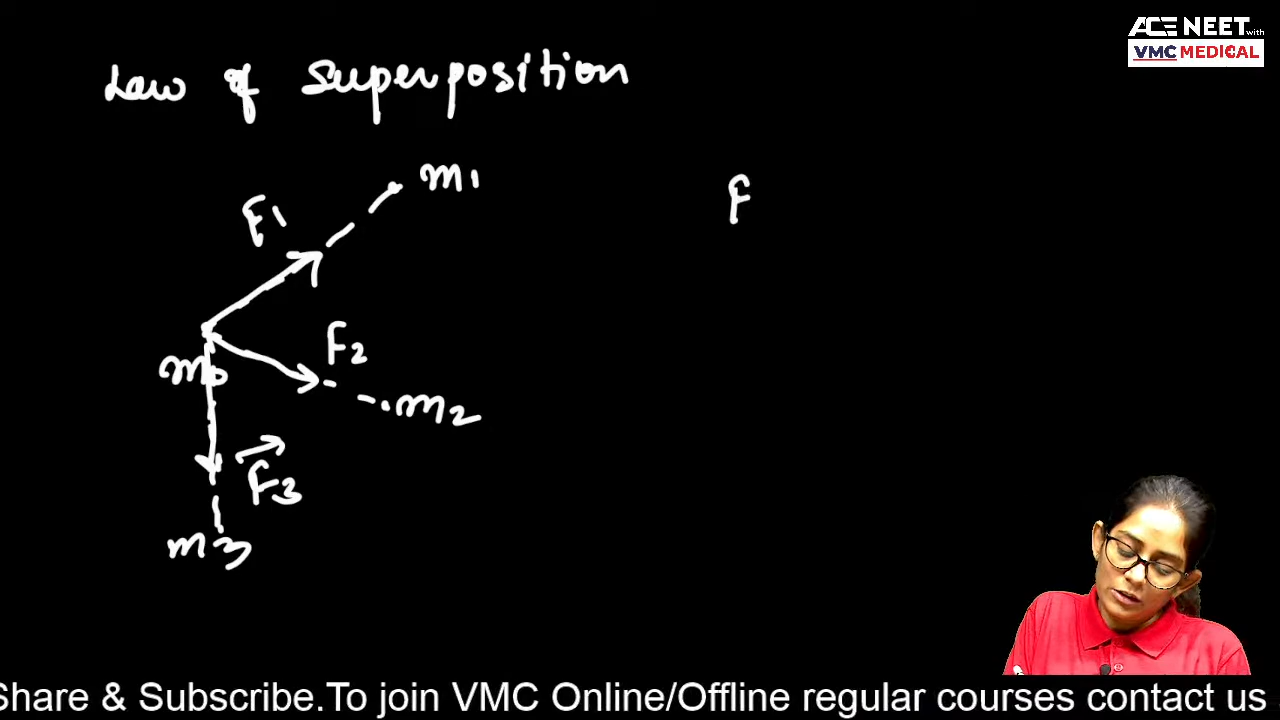 ACE NEET with
VMC MEDICAL
Law of Superposition
m1
F1
F
F2
m0
m2
F3
m3
Share & Subscribe.To join VMC Online/Offline regular courses contact us